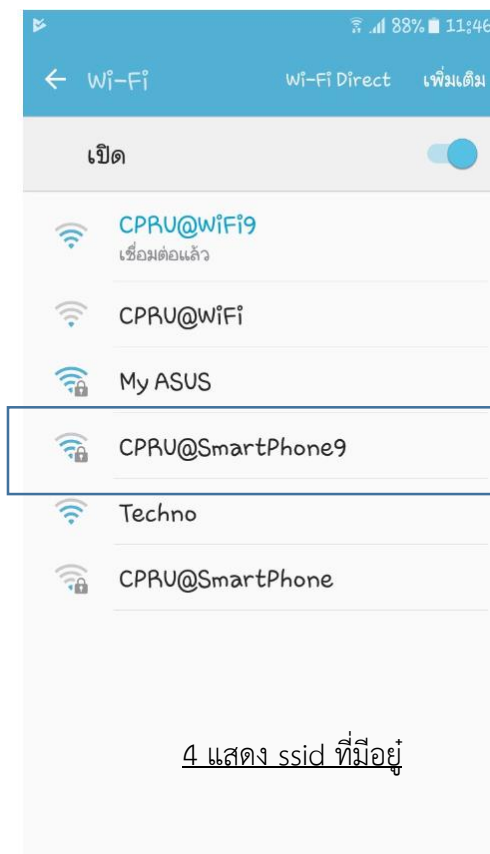 88% 11:46
Wi-Fi Wi-Fi Direct เพิ่มเติม
เปิด
CPRU@WiFi9
เชื่อมต่อแล้ว
CPRU@WiFi
My ASUS
CPRU@SmartPhone9
Techno
CPRU@SmartPhone
4 แสดง ssid ที่มีอยู๋